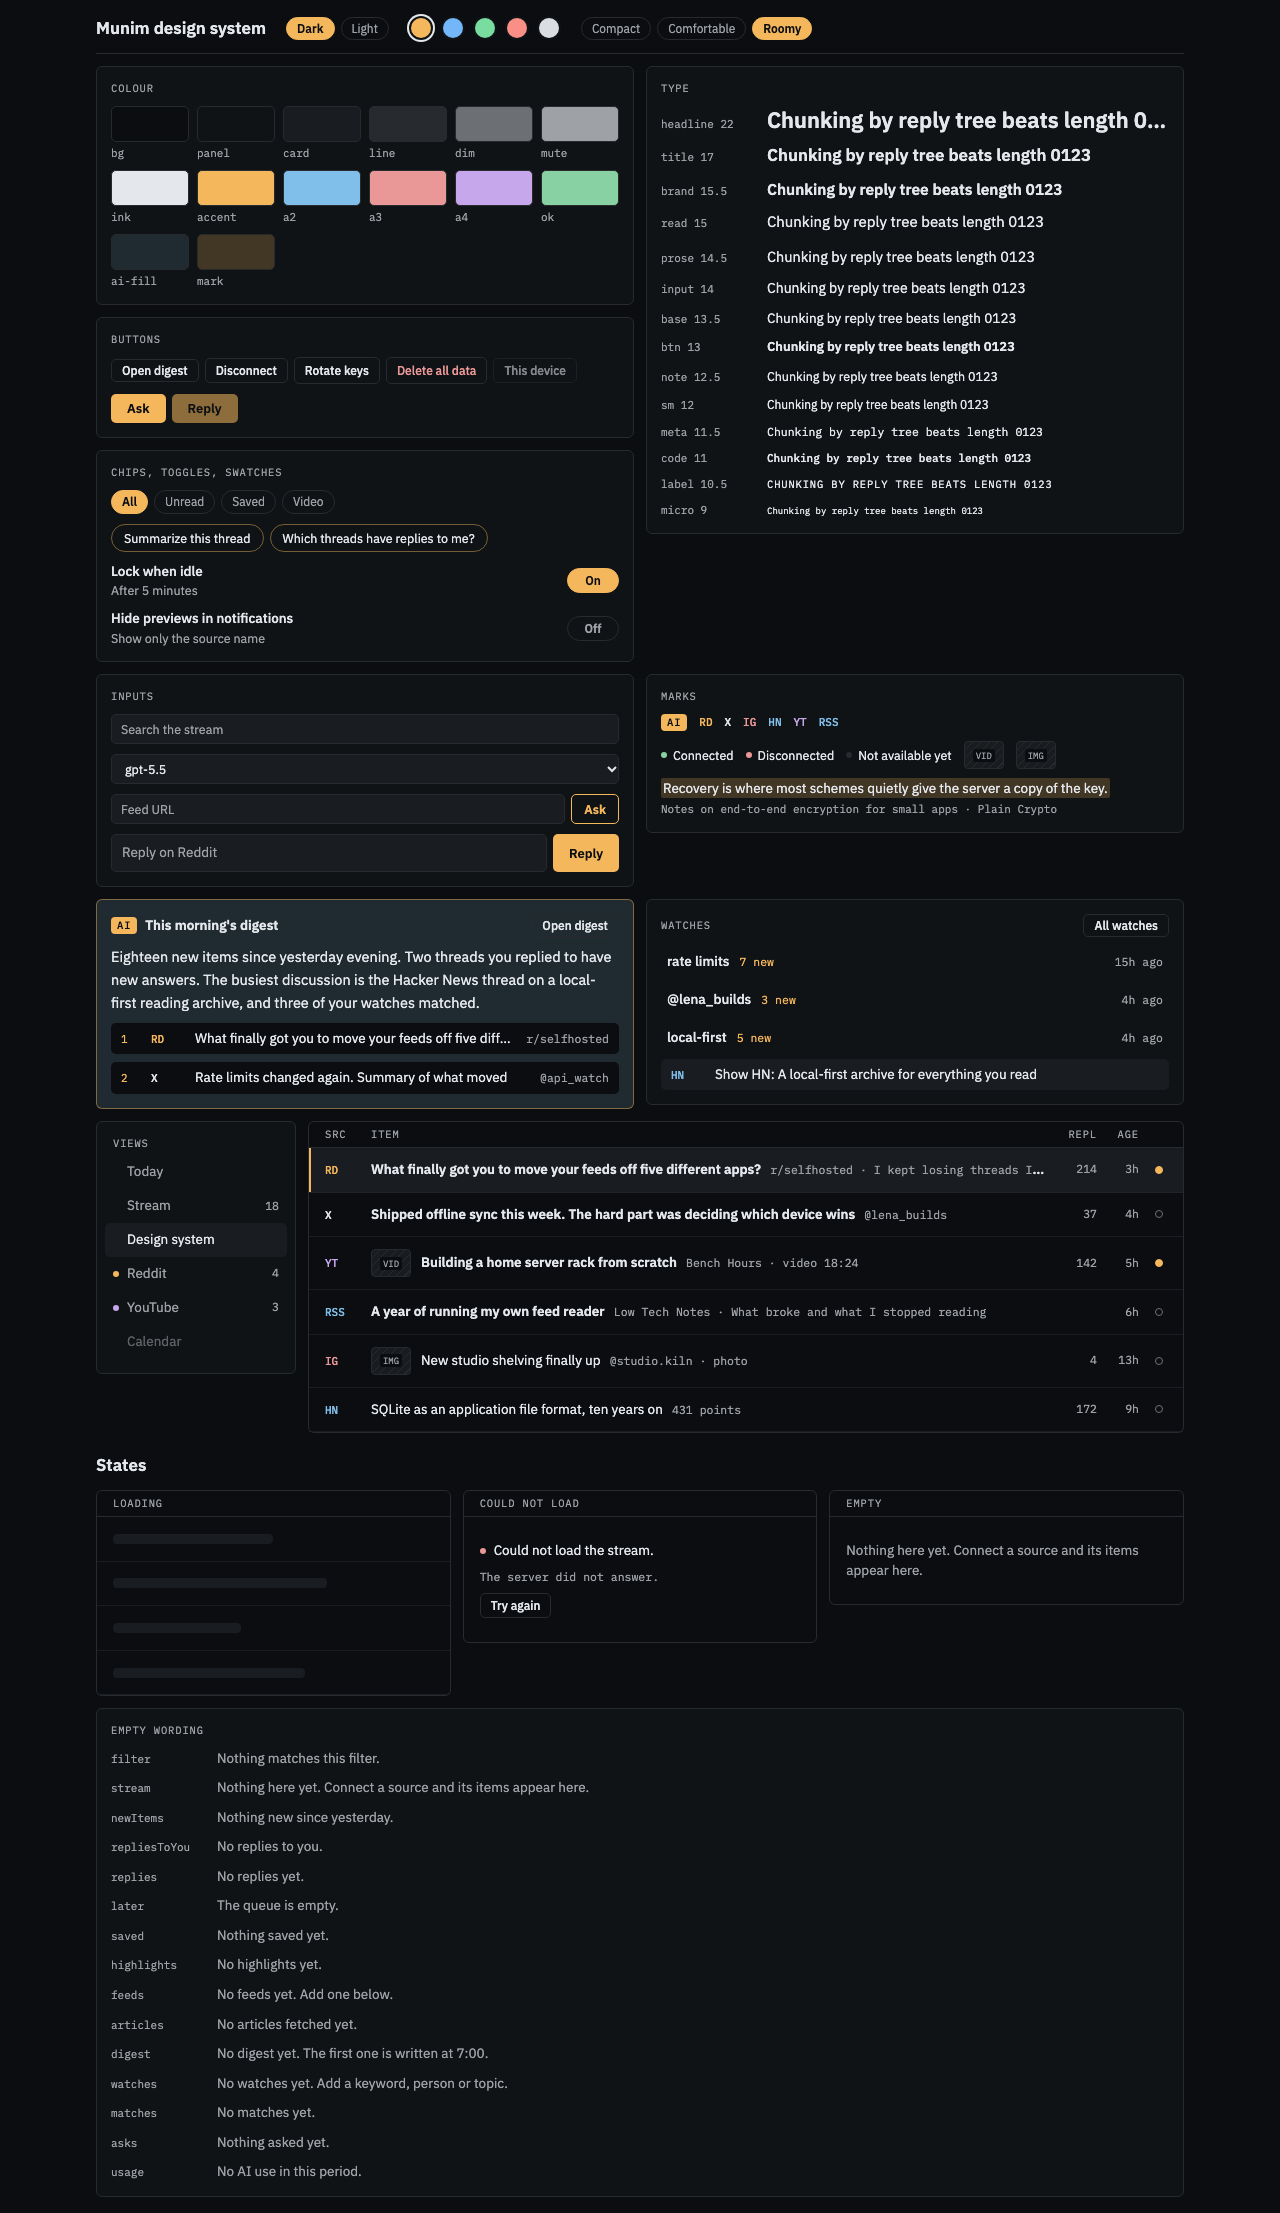 Munim design system
Dark
Light
Compact
Comfortable
Roomy
COLOUR
bg
panel
card
line
dim
mute
ink
accent
a2
a3
a4
ok
ai-fill
mark
TYPE
headline 22
Chunking by reply tree beats length 0...
title 17
Chunking by reply tree beats length 0123
brand 15.5
Chunking by reply tree beats length 0123
read 15
Chunking by reply tree beats length 0123
prose 14.5
Chunking by reply tree beats length 0123
input 14
Chunking by reply tree beats length 0123
base 13.5
Chunking by reply tree beats length 0123
btn 13
Chunking by reply tree beats length 0123
note 12.5
Chunking by reply tree beats length 0123
sm 12
Chunking by reply tree beats length 0123
meta 11.5
Chunking by reply tree beats length 0123
code 11
Chunking by reply tree beats length 0123
label 10.5
CHUNKING BY REPLY TREE BEATS LENGTH 0123
micro 9
Chunking by reply tree beats length 0123
BUTTONS
Open digest
Disconnect
Rotate keys
Delete all data
This device
Ask
Reply
CHIPS, TOGGLES, SWATCHES
All
Unread
Saved
Video
Summarize this thread
Which threads have replies to me?
Lock when idle
After 5 minutes
On
Hide previews in notifications
Show only the source name
Off
INPUTS
Search the stream
gpt-5.5
Feed URL
Ask
Reply on Reddit
Reply
MARKS
AI RD X IG HN YT RSS
Connected
Disconnected
Not available yet
VID
IMG
Recovery is where most schemes quietly give the server a copy of the key.
Notes on end-to-end encryption for small apps · Plain Crypto
AI This morning's digest
Open digest
Eighteen new items since yesterday evening. Two threads you replied to have
new answers. The busiest discussion is the Hacker News thread on a local-
first reading archive, and three of your watches matched.
1 RD What finally got you to move your feeds off five diff... r/selfhosted
2 X Rate limits changed again. Summary of what moved @api_watch
WATCHES
All watches
rate limits 7 new 15h ago
@lena_builds 3 new 4h ago
local-first 5 new 4h ago
HN Show HN: A local-first archive for everything you read
VIEWS
Today
Stream 18
Design system
Reddit 4
YouTube 3
Calendar
SRC ITEM REPL AGE
RD What finally got you to move your feeds off five different apps? r/selfhosted · I kept losing threads I... 214 3h
X Shipped offline sync this week. The hard part was deciding which device wins @lena_builds 37 4h
YT VID Building a home server rack from scratch Bench Hours · video 18:24 142 5h
RSS A year of running my own feed reader Low Tech Notes · What broke and what I stopped reading 6h
IG IMG New studio shelving finally up @studio.kiln · photo 4 13h
HN SQLite as an application file format, ten years on 431 points 172 9h
States
LOADING
COULD NOT LOAD
Could not load the stream.
The server did not answer.
Try again
EMPTY
Nothing here yet. Connect a source and its items
appear here.
EMPTY WORDING
filter Nothing matches this filter.
stream Nothing here yet. Connect a source and its items appear here.
newItems Nothing new since yesterday.
repliesToYou No replies to you.
replies No replies yet.
later The queue is empty.
saved Nothing saved yet.
highlights No highlights yet.
feeds No feeds yet. Add one below.
articles No articles fetched yet.
digest No digest yet. The first one is written at 7:00.
watches No watches yet. Add a keyword, person or topic.
matches No matches yet.
asks Nothing asked yet.
usage No AI use in this period.